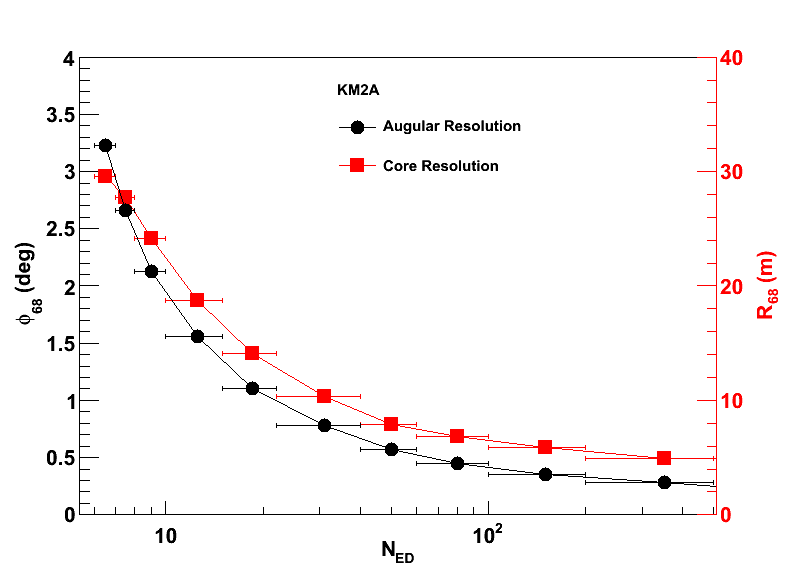 KM2A
Augular Resolution
Core Resolution
ϕ68 (deg)
4
3.5
3
2.5
2
1.5
1
0.5
0
40
30
20
10
0
R68 (m)
10
10²
NED